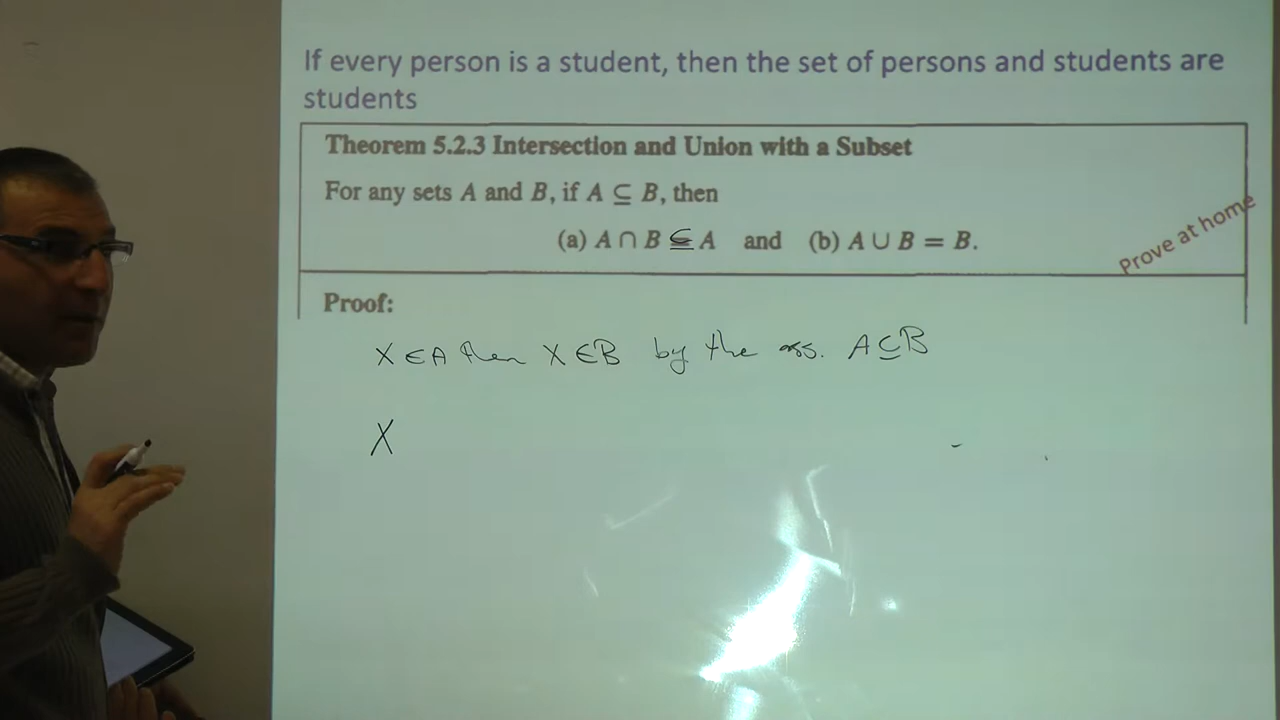 If every person is a student, then the set of persons and students are
students
Theorem 5.2.3 Intersection and Union with a Subset
For any sets A and B, if A ⊆ B, then
(a) A ∩ B ⊆ A and (b) A ∪ B = B.
Prove at home
Proof:
X ∈ A then X ∈ B by the ass. A ⊆ B
X